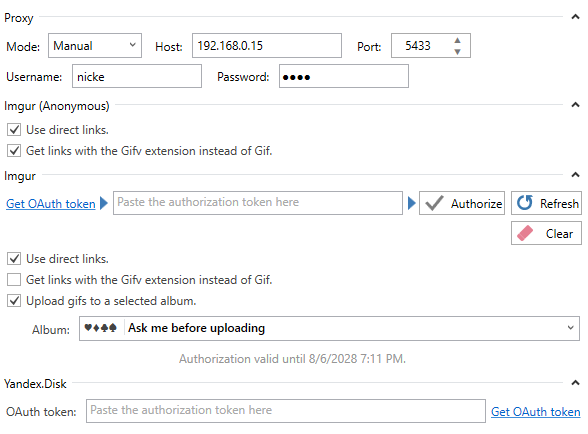 Proxy
Mode: Manual Host: 192.168.0.15 Port: 5433
Username: nicke Password: ●●●●
Imgur (Anonymous)
Use direct links.
Get links with the Gifv extension instead of Gif.
Imgur
Get OAuth token Paste the authorization token here Authorize Refresh
Clear
Use direct links.
Get links with the Gifv extension instead of Gif.
Upload gifs to a selected album.
Album: ♥♦♣♠ Ask me before uploading
Authorization valid until 8/6/2028 7:11 PM.
Yandex.Disk
OAuth token: Paste the authorization token here Get OAuth token